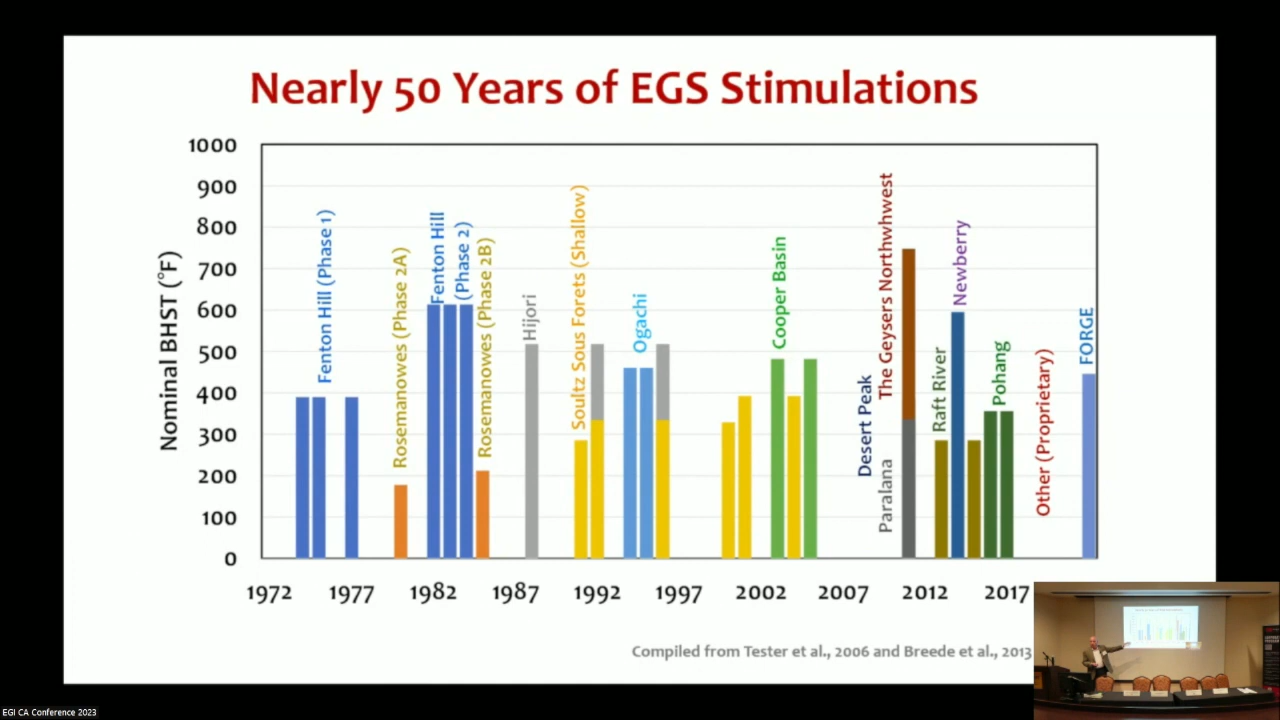 Nearly 50 Years of EGS Stimulations
Nominal BHST (°F)
1000
900
800
700
600
500
400
300
200
100
0
Fenton Hill (Phase 1)
Rosemanowes (Phase 2A)
Fenton Hill
(Phase 2)
Rosemanowes (Phase 2B)
Hijori
Soultz Sous Forets (Shallow)
Ogachi
Cooper Basin
Desert Peak
Paralana
The Geysers Northwhwest
Raft River
Newberry
Pohang
Other (Proprietary)
FORGE
1972
1977
1982
1987
1992
1997
2002
2007
2012
2017
Compiled from Tester et al., 2006 and Breede et al., 2013
EGI CA Conference 2023